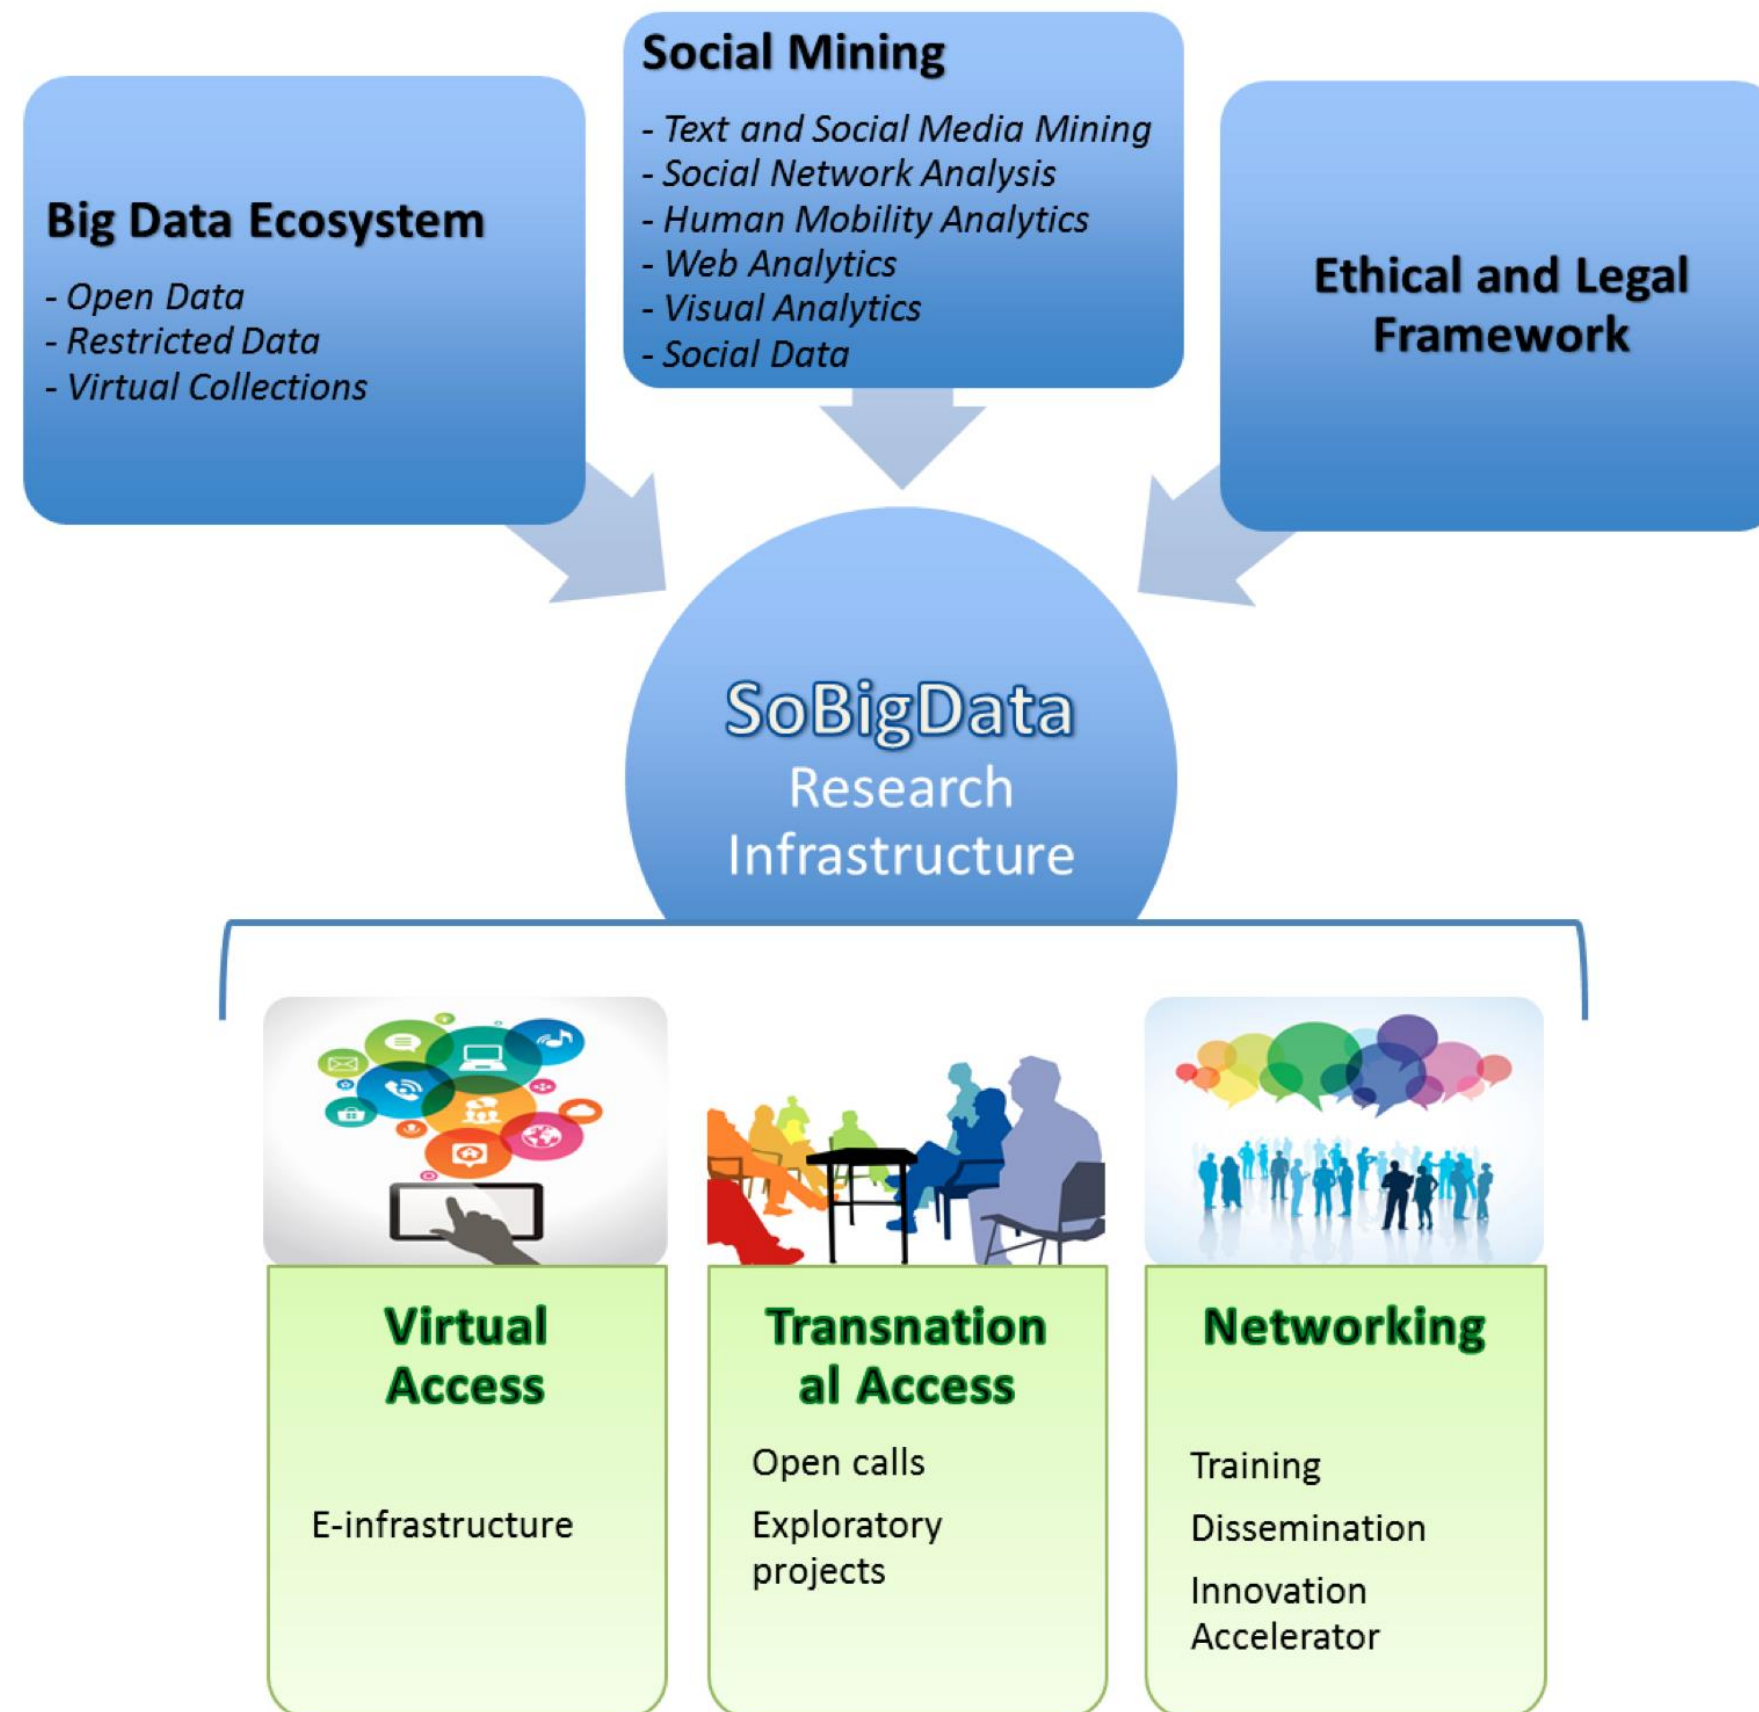 Big Data Ecosystem
- Open Data
- Restricted Data
- Virtual Collections
Social Mining
- Text and Social Media Mining
- Social Network Analysis
- Human Mobility Analytics
- Web Analytics
- Visual Analytics
- Social Data
Ethical and Legal
Framework
SoBigData
Research
Infrastructure
Virtual
Access
E-infrastructure
Transnation
al Access
Open calls
Exploratory
projects
Networking
Training
Dissemination
Innovation
Accelerator